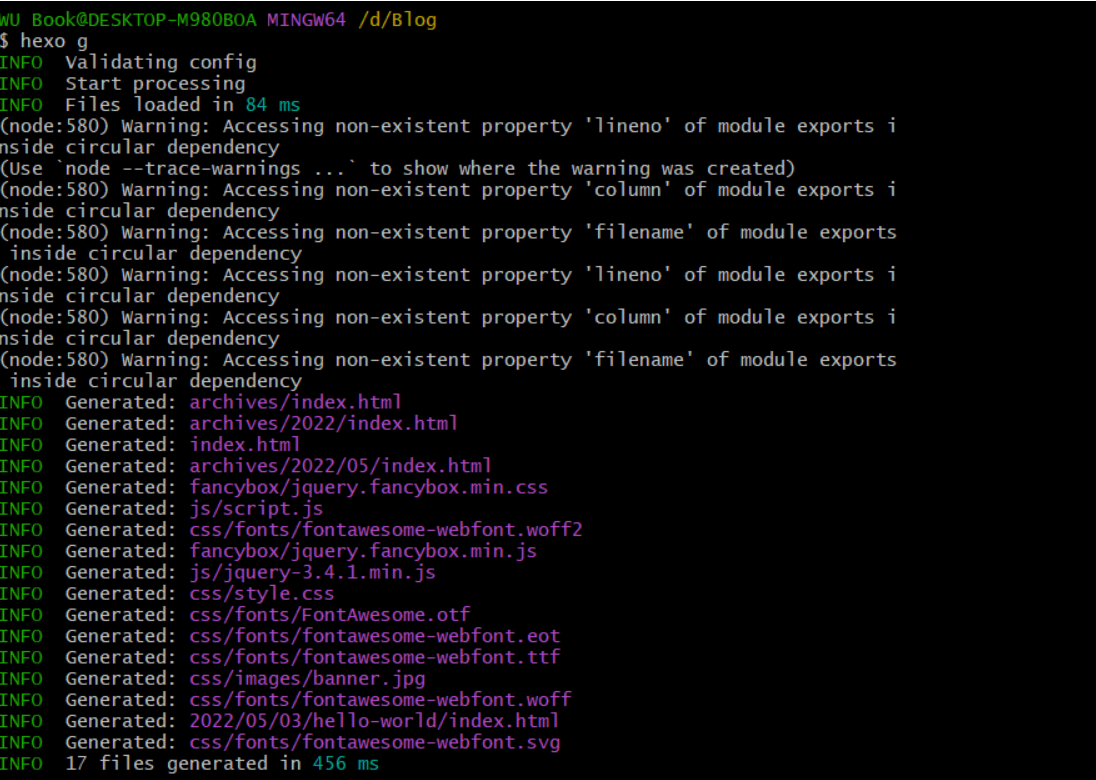 WU Book@DESKTOP-M980BOA MINGW64 /d/Blog
$ hexo g
INFO  Validating config
INFO  Start processing
INFO  Files loaded in 84 ms
(node:580) Warning: Accessing non-existent property 'lineno' of module exports i
nside circular dependency
(Use `node --trace-warnings ...` to show where the warning was created)
(node:580) Warning: Accessing non-existent property 'column' of module exports i
nside circular dependency
(node:580) Warning: Accessing non-existent property 'filename' of module exports
 inside circular dependency
(node:580) Warning: Accessing non-existent property 'lineno' of module exports i
nside circular dependency
(node:580) Warning: Accessing non-existent property 'column' of module exports i
nside circular dependency
(node:580) Warning: Accessing non-existent property 'filename' of module exports
 inside circular dependency
INFO  Generated: archives/index.html
INFO  Generated: archives/2022/index.html
INFO  Generated: index.html
INFO  Generated: archives/2022/05/index.html
INFO  Generated: fancybox/jquery.fancybox.min.css
INFO  Generated: js/script.js
INFO  Generated: css/fonts/fontawesome-webfont.woff2
INFO  Generated: fancybox/jquery.fancybox.min.js
INFO  Generated: js/jquery-3.4.1.min.js
INFO  Generated: css/style.css
INFO  Generated: css/fonts/FontAwesome.otf
INFO  Generated: css/fonts/fontawesome-webfont.eot
INFO  Generated: css/fonts/fontawesome-webfont.ttf
INFO  Generated: css/images/banner.jpg
INFO  Generated: css/fonts/fontawesome-webfont.woff
INFO  Generated: 2022/05/03/hello-world/index.html
INFO  Generated: css/fonts/fontawesome-webfont.svg
INFO  17 files generated in 456 ms